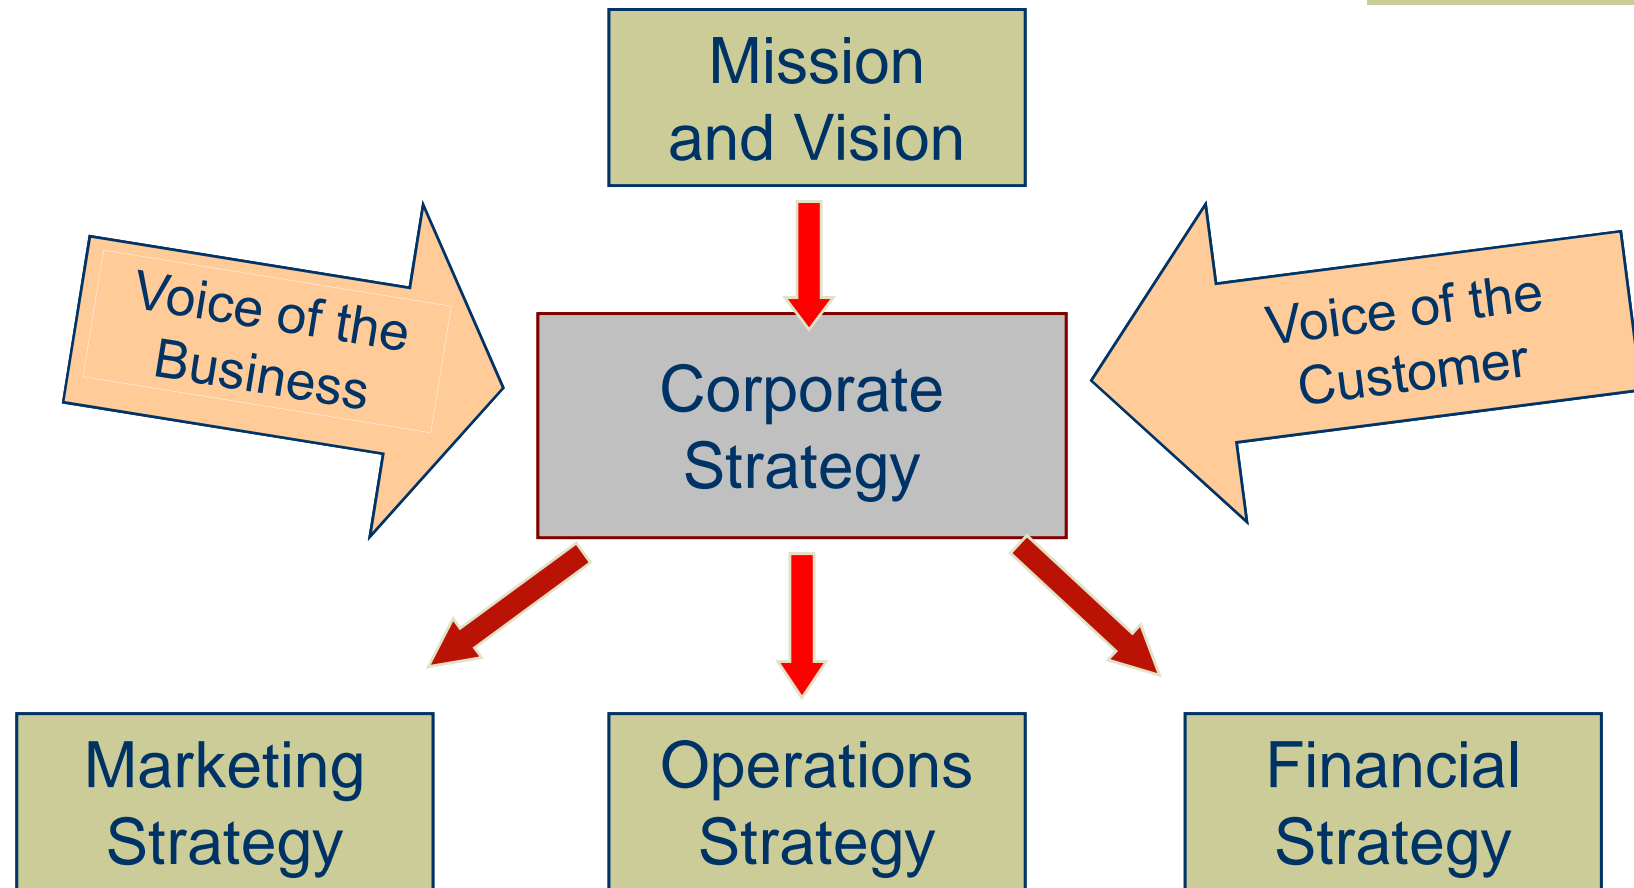 Mission
and Vision
Voice of the
Business
Voice of the
Customer
Corporate
Strategy
Marketing
Strategy
Operations
Strategy
Financial
Strategy